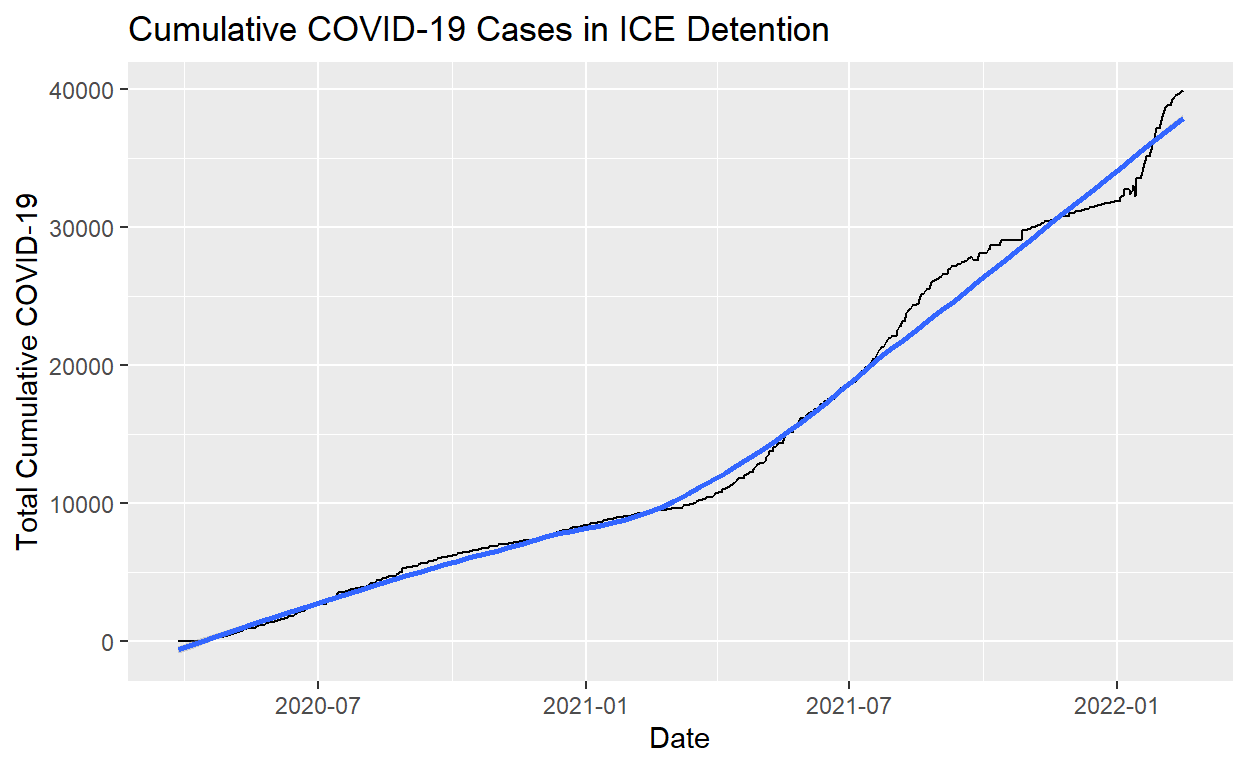 Cumulative COVID-19 Cases in ICE Detention
Total Cumulative COVID-19
40000
30000
20000
10000
0
2020-07 2021-01 2021-07 2022-01
Date